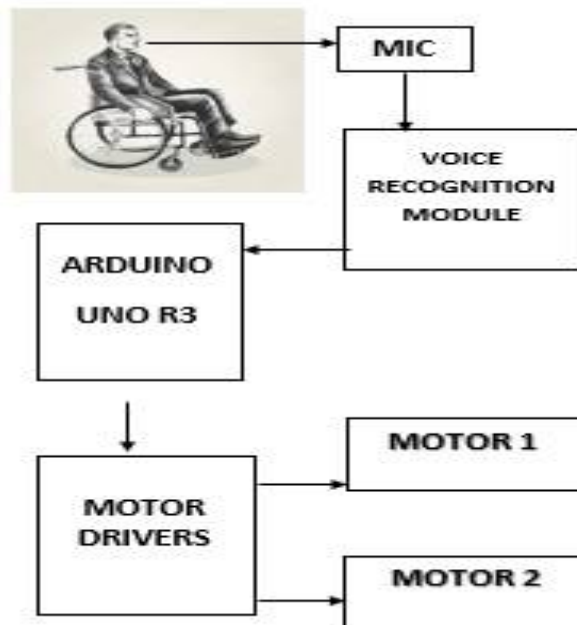 MIC
VOICE
RECOGNITION
MODULE
ARDUINO
UNO R3
MOTOR
DRIVERS
MOTOR 1
MOTOR 2